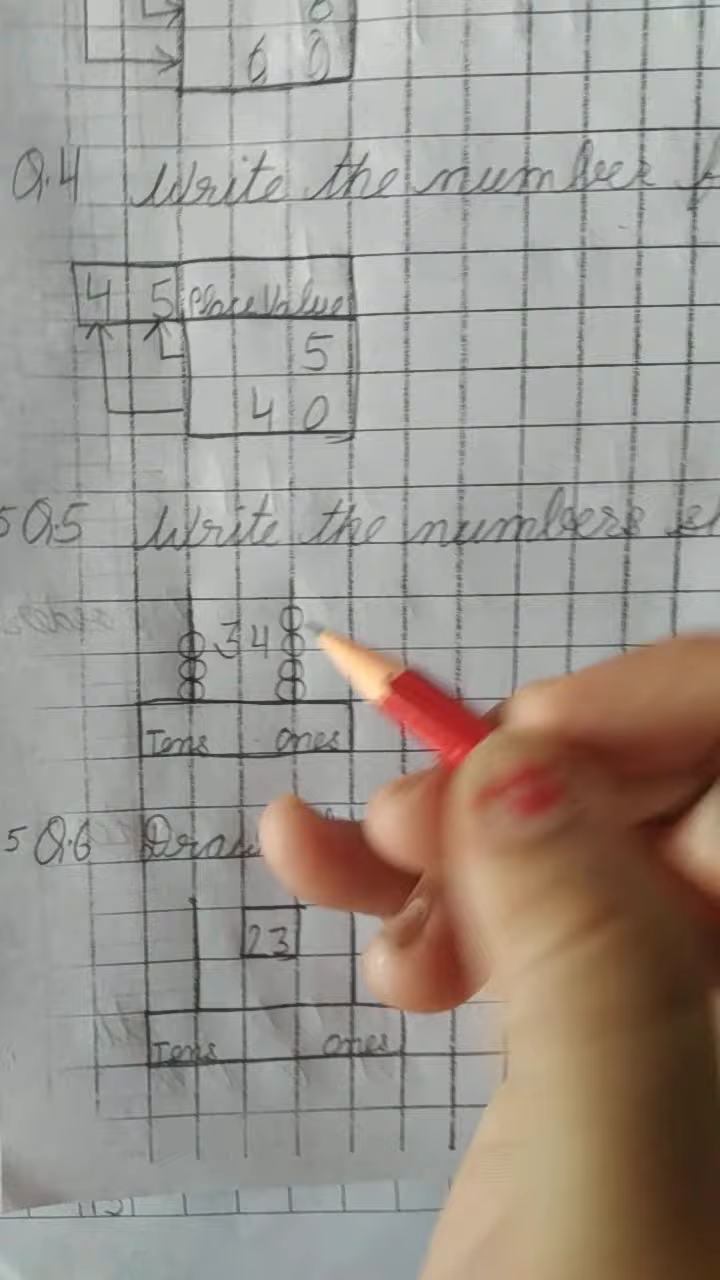 6 0
Q.4 Write the number
4 5 Place Value
5
4 0
5 Q.5 Write the numbers
34
Tens Ones
5 Q.6
23
Tens Ones